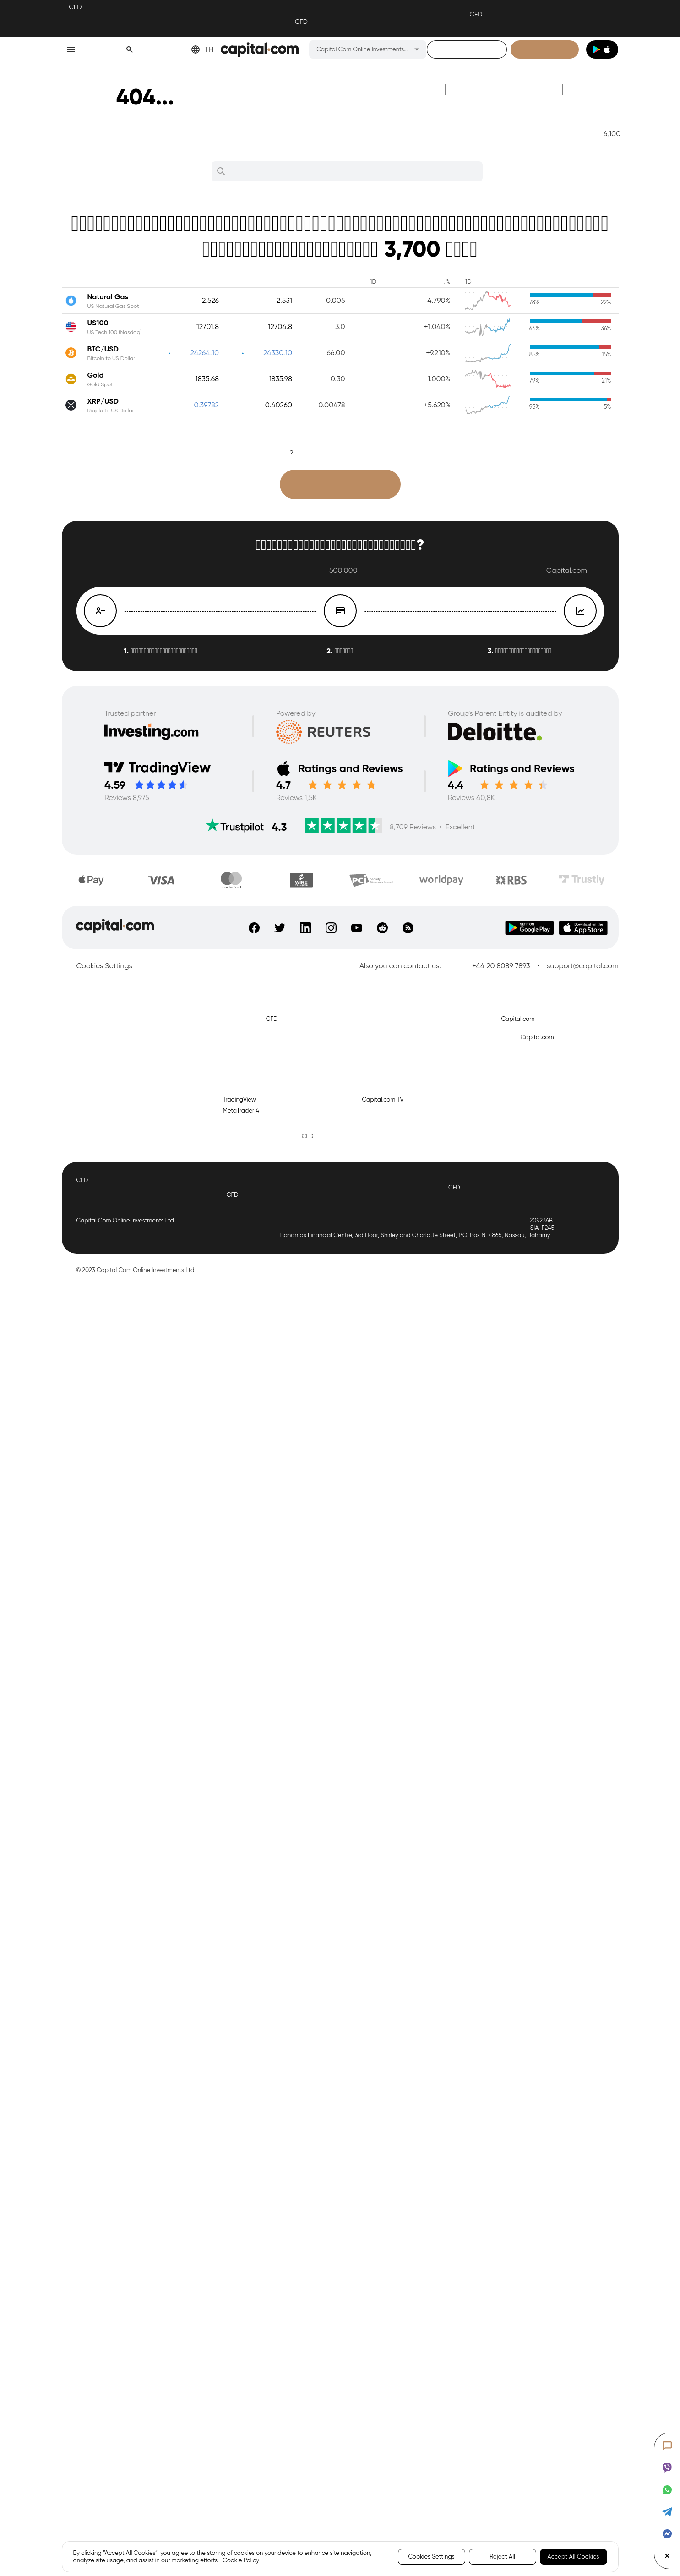 CFD
CFD
CFD
TH
capital.com
Capital Com Online Investments...
404...
6,100
3,700
1D
%
1D
Natural Gas
US Natural Gas Spot
2.526
2.531
0.005
-4.790%
78%
22%
US100
US Tech 100 (Nasdaq)
12701.8
12704.8
3.0
+1.040%
64%
36%
BTC/USD
Bitcoin to US Dollar
24264.10
24330.10
66.00
+9.210%
85%
15%
Gold
Gold Spot
1835.68
1835.98
0.30
-1.000%
79%
21%
XRP/USD
Ripple to US Dollar
0.39782
0.40260
0.00478
+5.620%
95%
5%
?
?
500,000
Capital.com
1.
2.
3.
Trusted partner
Investing.com
Powered by
REUTERS
Group's Parent Entity is audited by
Deloitte.
TradingView
4.59
Reviews 8,975
Ratings and Reviews
4.7
Reviews 1,5K
Ratings and Reviews
4.4
Reviews 40,8K
Trustpilot
4.3
8,709 Reviews • Excellent
Pay
VISA
mastercard
WIRE
PCI
worldpay
RBS
Trustly
capital.com
GET IT ON
Google Play
Download on the
App Store
Cookies Settings
Also you can contact us:
+44 20 8089 7893
•
support@capital.com
CFD
Capital.com
Capital.com
TradingView
Capital.com TV
MetaTrader 4
CFD
CFD
CFD
CFD
Capital Com Online Investments Ltd
209236B
SIA-F245
Bahamas Financial Centre, 3rd Floor, Shirley and Charlotte Street, P.O. Box N-4865, Nassau, Bahamy
© 2023 Capital Com Online Investments Ltd
By clicking "Accept All Cookies", you agree to the storing of cookies on your device to enhance site navigation,
analyze site usage, and assist in our marketing efforts. Cookie Policy
Cookies Settings
Reject All
Accept All Cookies